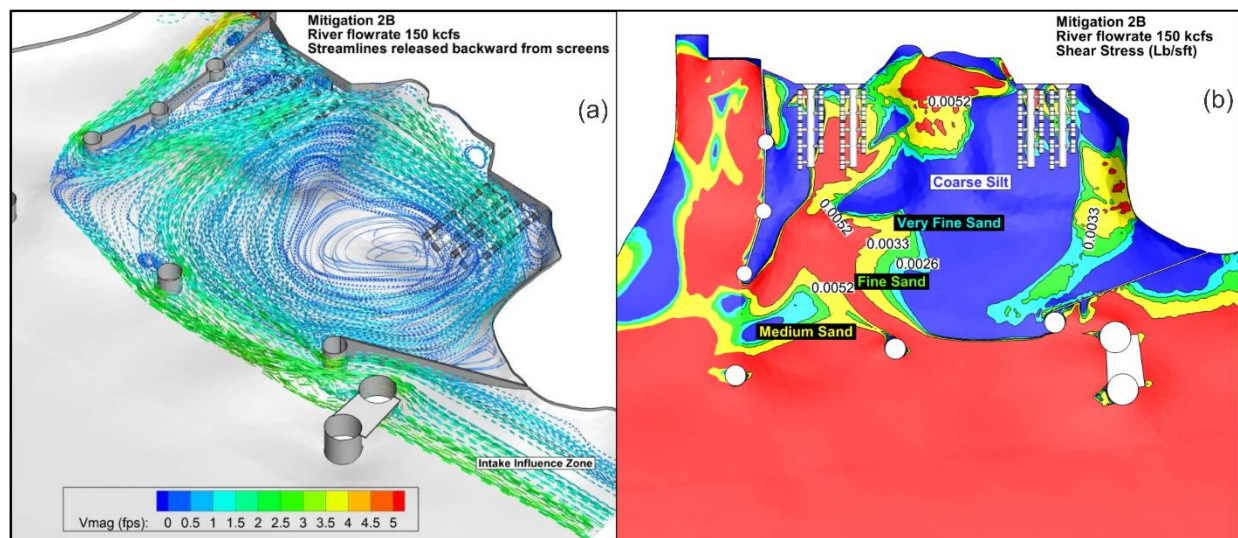 Mitigation 2B
River flowrate 150 kcfs
Streamlines released backward from screens
(a)
Intake Influence Zone
Vmag (fps): 0 0.5 1 1.5 2 2.5 3 3.5 4 4.5 5
Mitigation 2B
River flowrate 150 kcfs
Shear Stress (Lb/sft)
(b)
0.0052
Coarse Silt
0.0052
Very Fine Sand
0.0033
0.0033
0.0026
Fine Sand
0.0052
Medium Sand